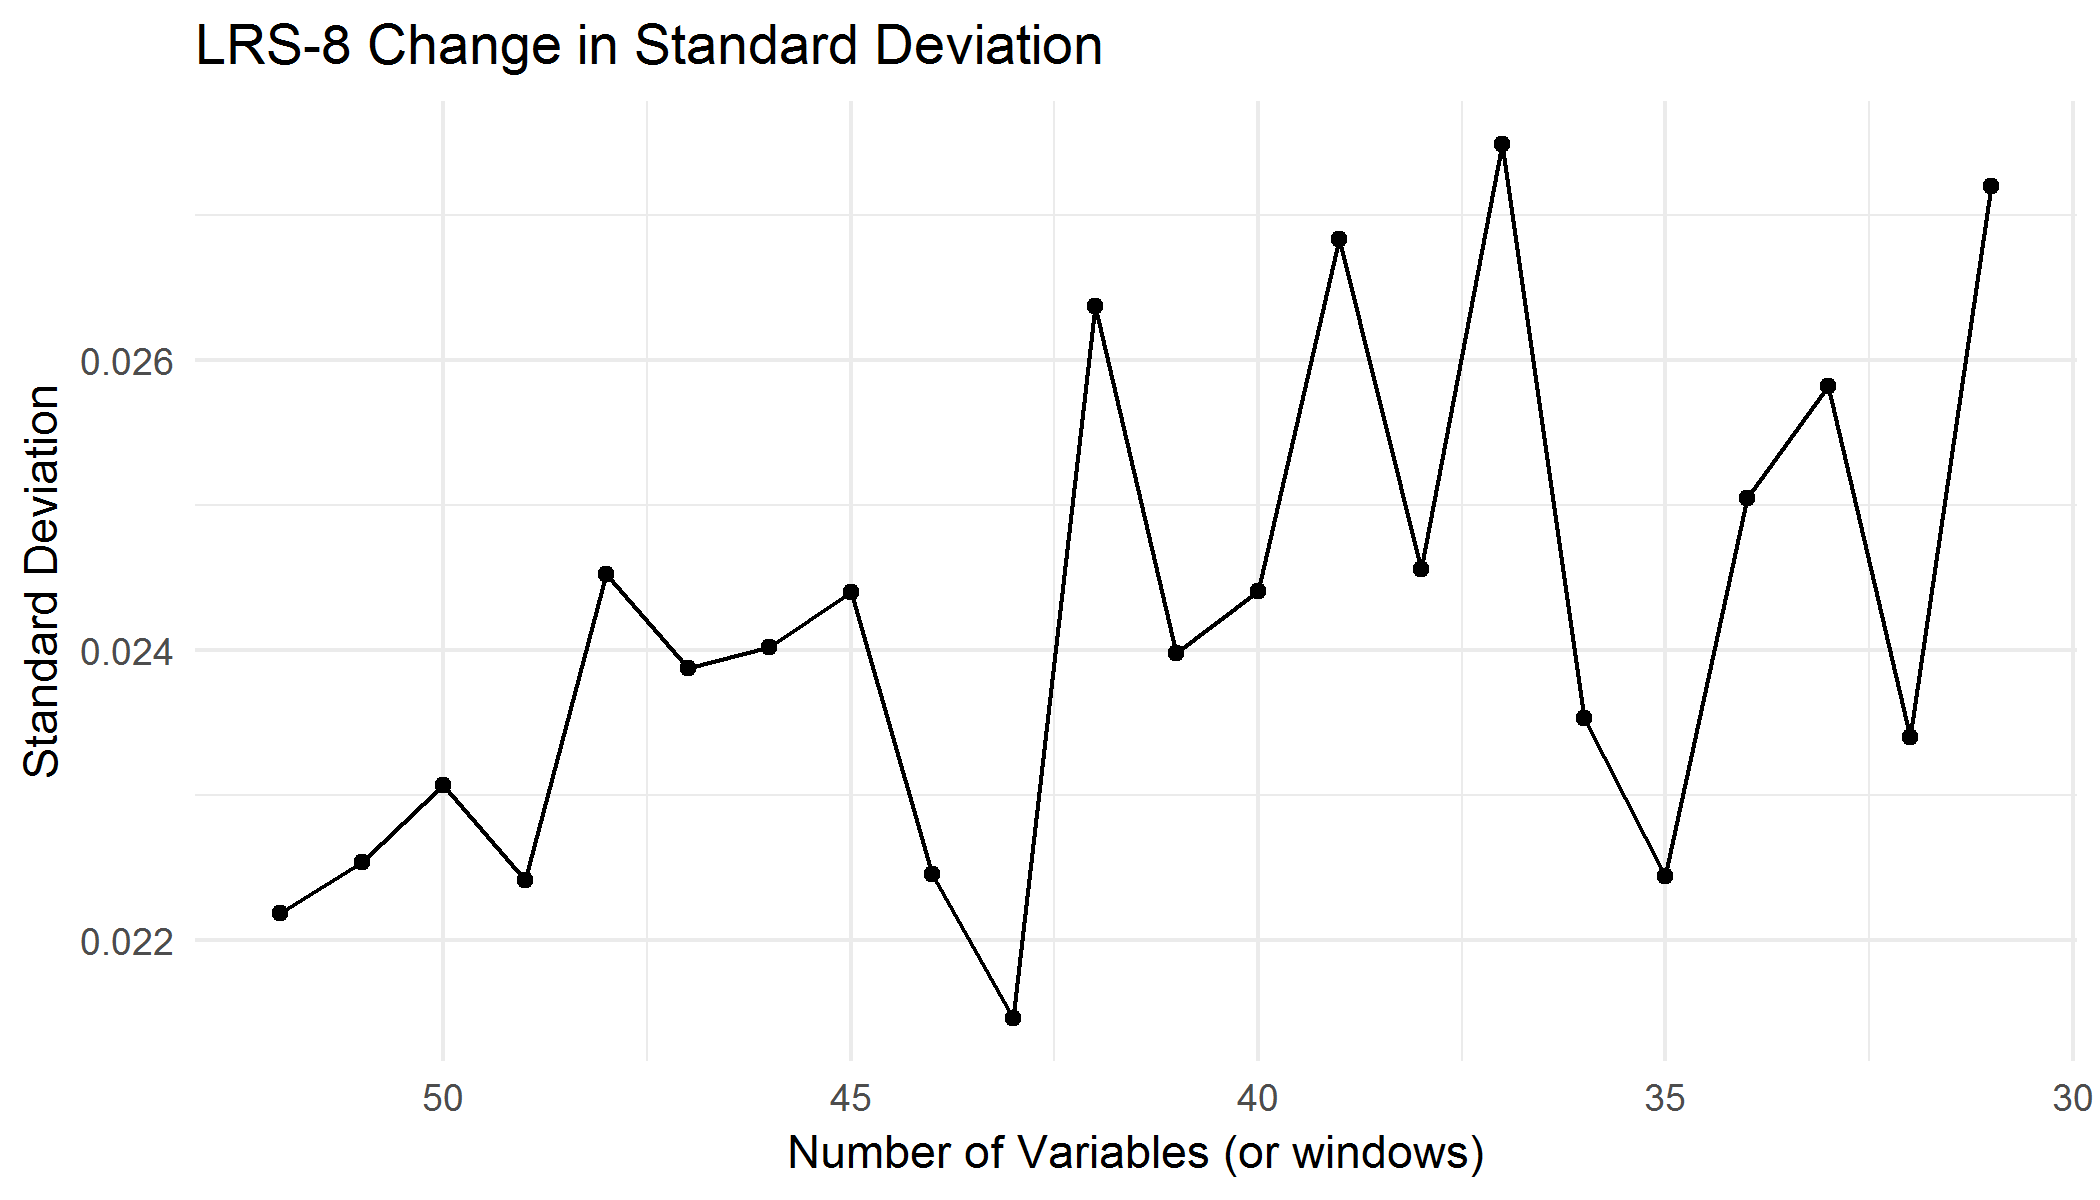 LRS-8 Change in Standard Deviation
Standard Deviation
0.026
0.024
0.022
50 45 40 35 30
Number of Variables (or windows)